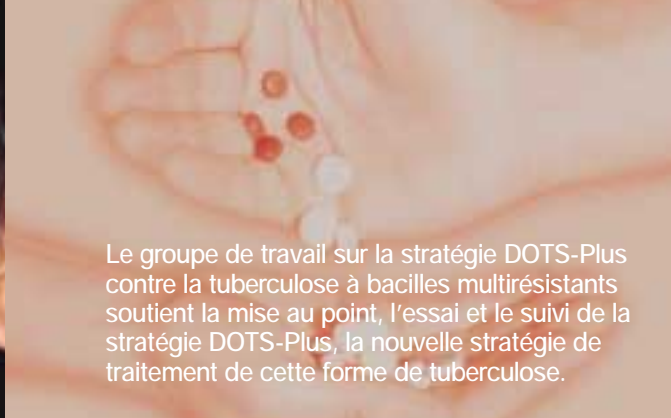 Le groupe de travail sur la stratégie DOTS-Plus
contre la tuberculose à bacilles multirésistants
soutient la mise au point, l'essai et le suivi de la
stratégie DOTS-Plus, la nouvelle stratégie de
traitement de cette forme de tuberculose.